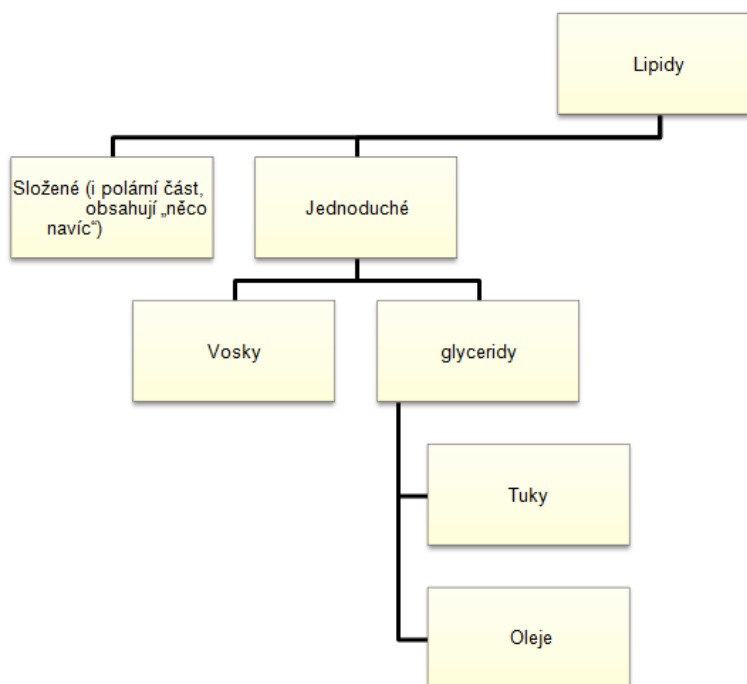 Lipidy
Složené (i polární část,
obsahují „něco
navíc“)
Jednoduché
Vosky
glyceridy
Tuky
Oleje